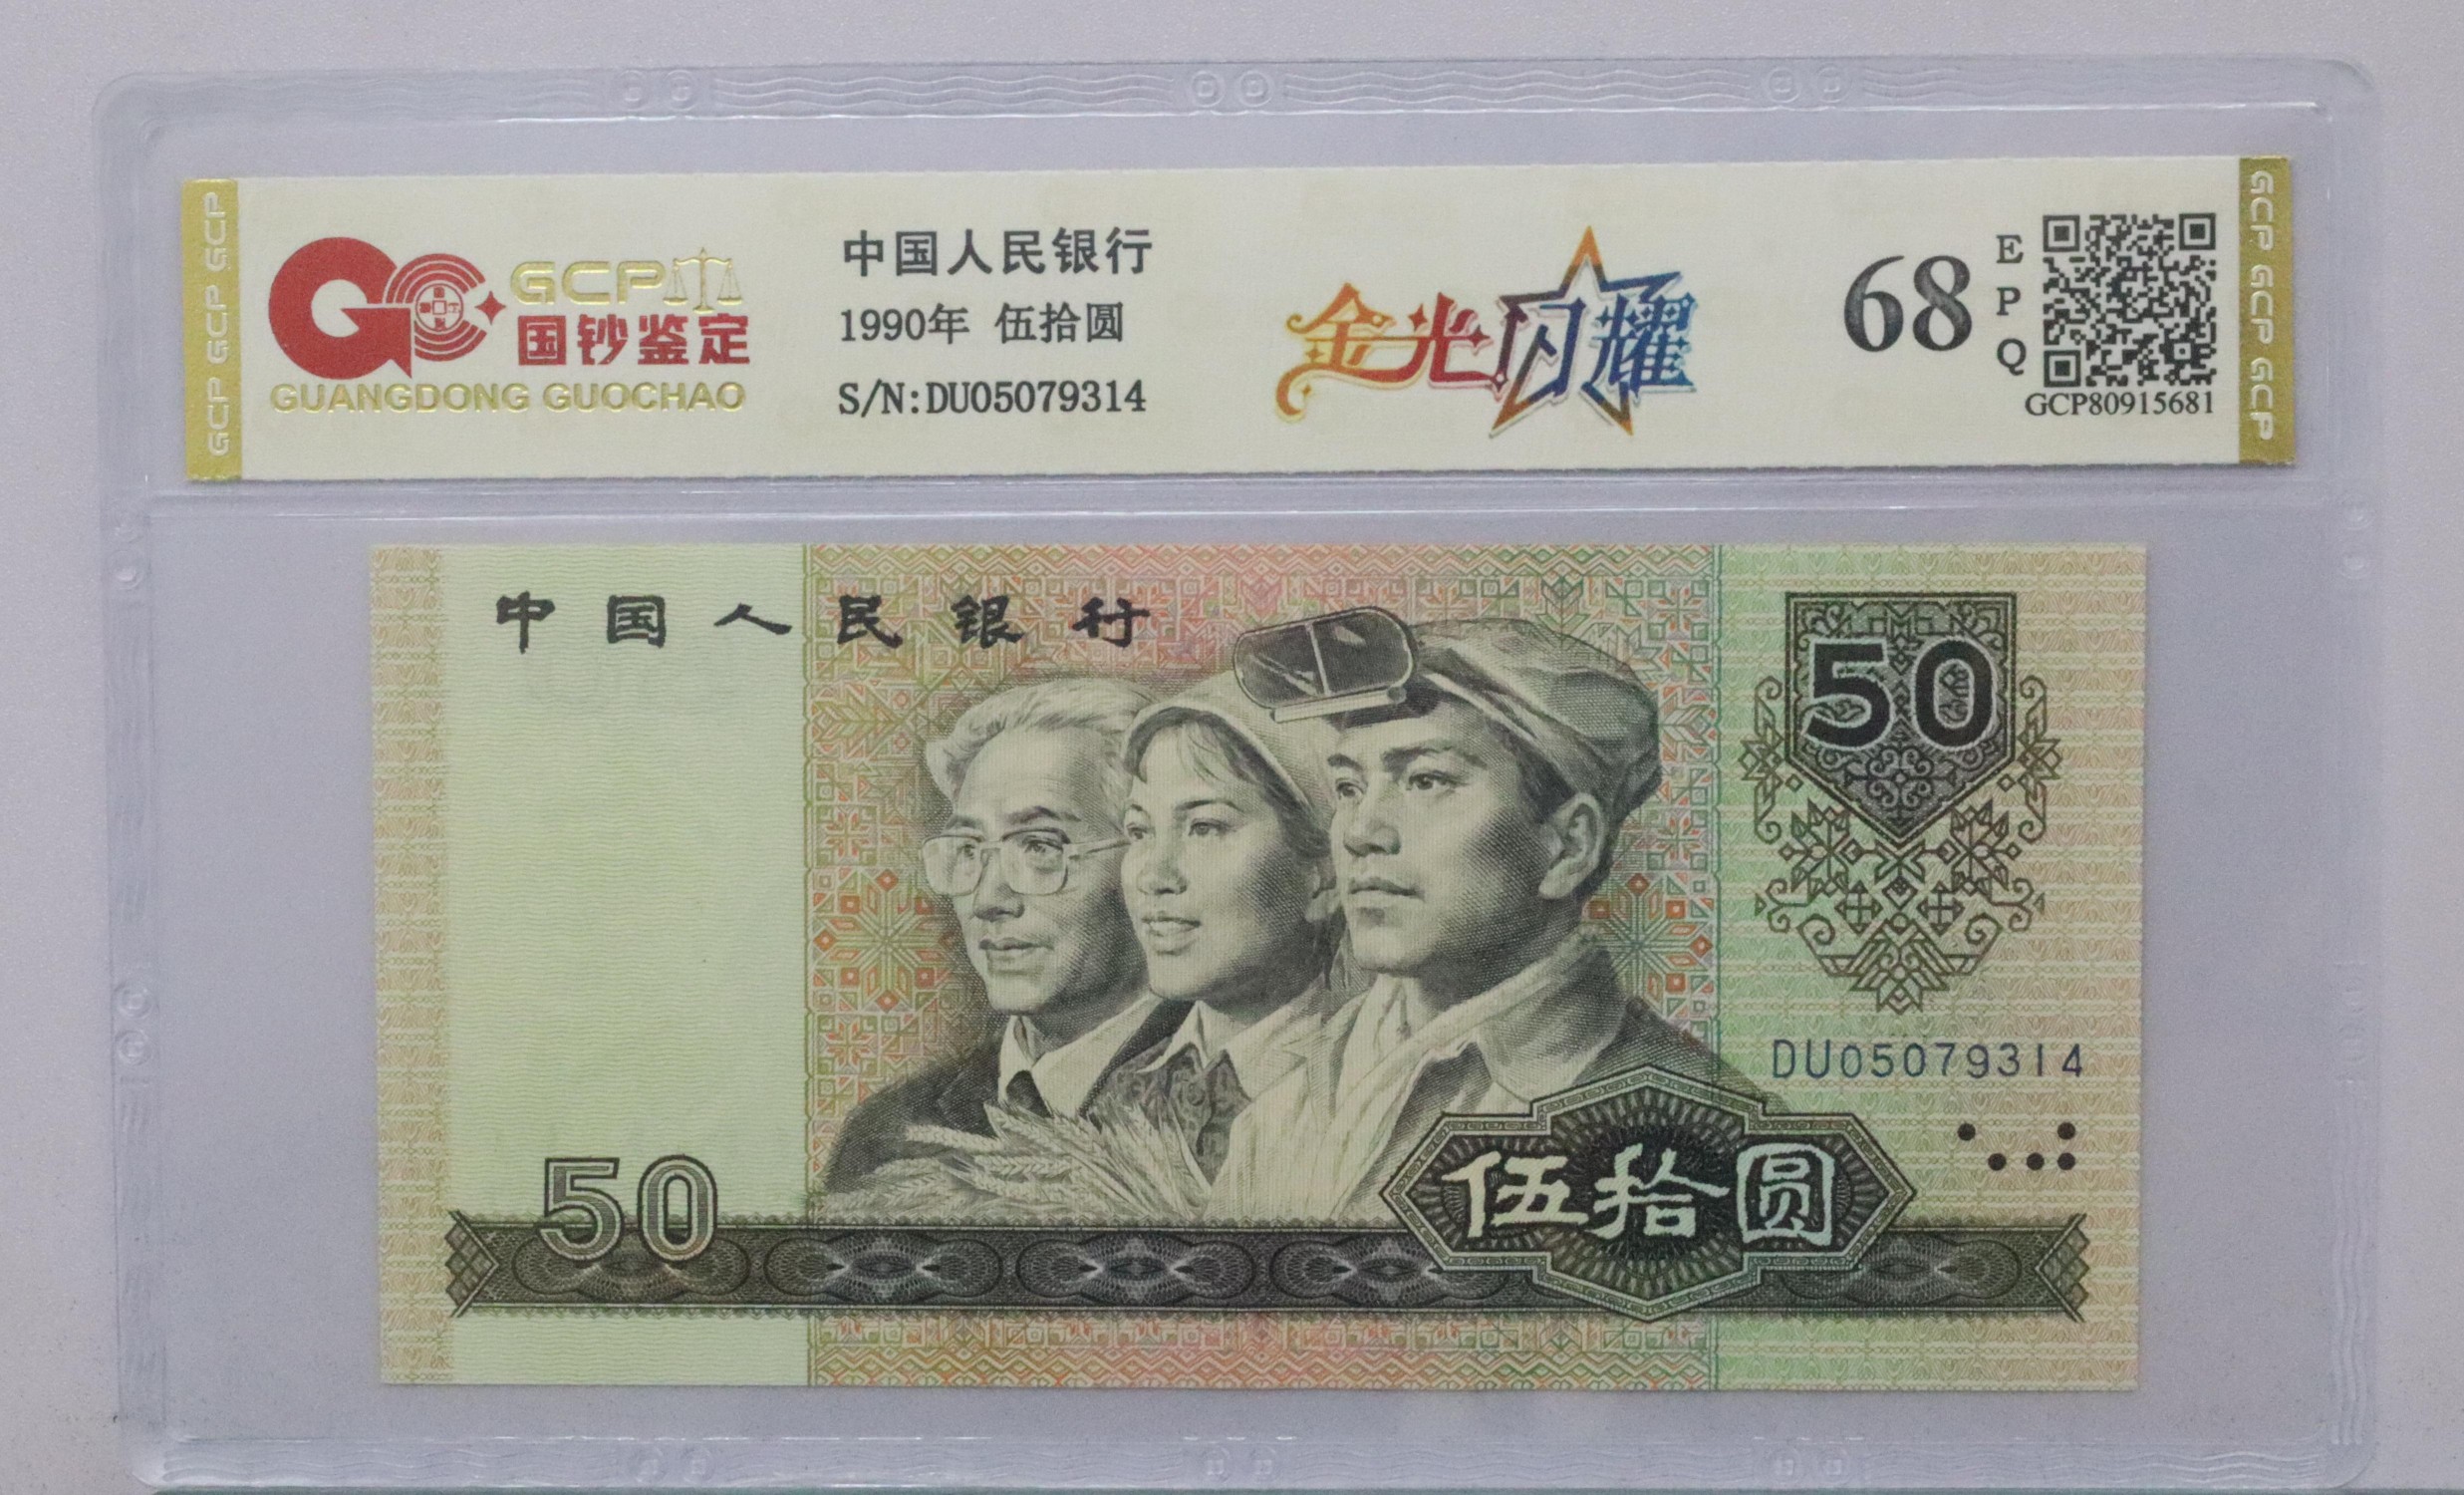 GCP GCP GCP
GCP
国钞鉴定
GUANGDONG GUOCHAO
中国人民银行
1990年 伍拾圆
S/N:DU05079314
金光闪耀
68
EPQ
GCP80915681
GCP GCP GCP
中国人民银行
50
DU05079314
50
伍拾圆